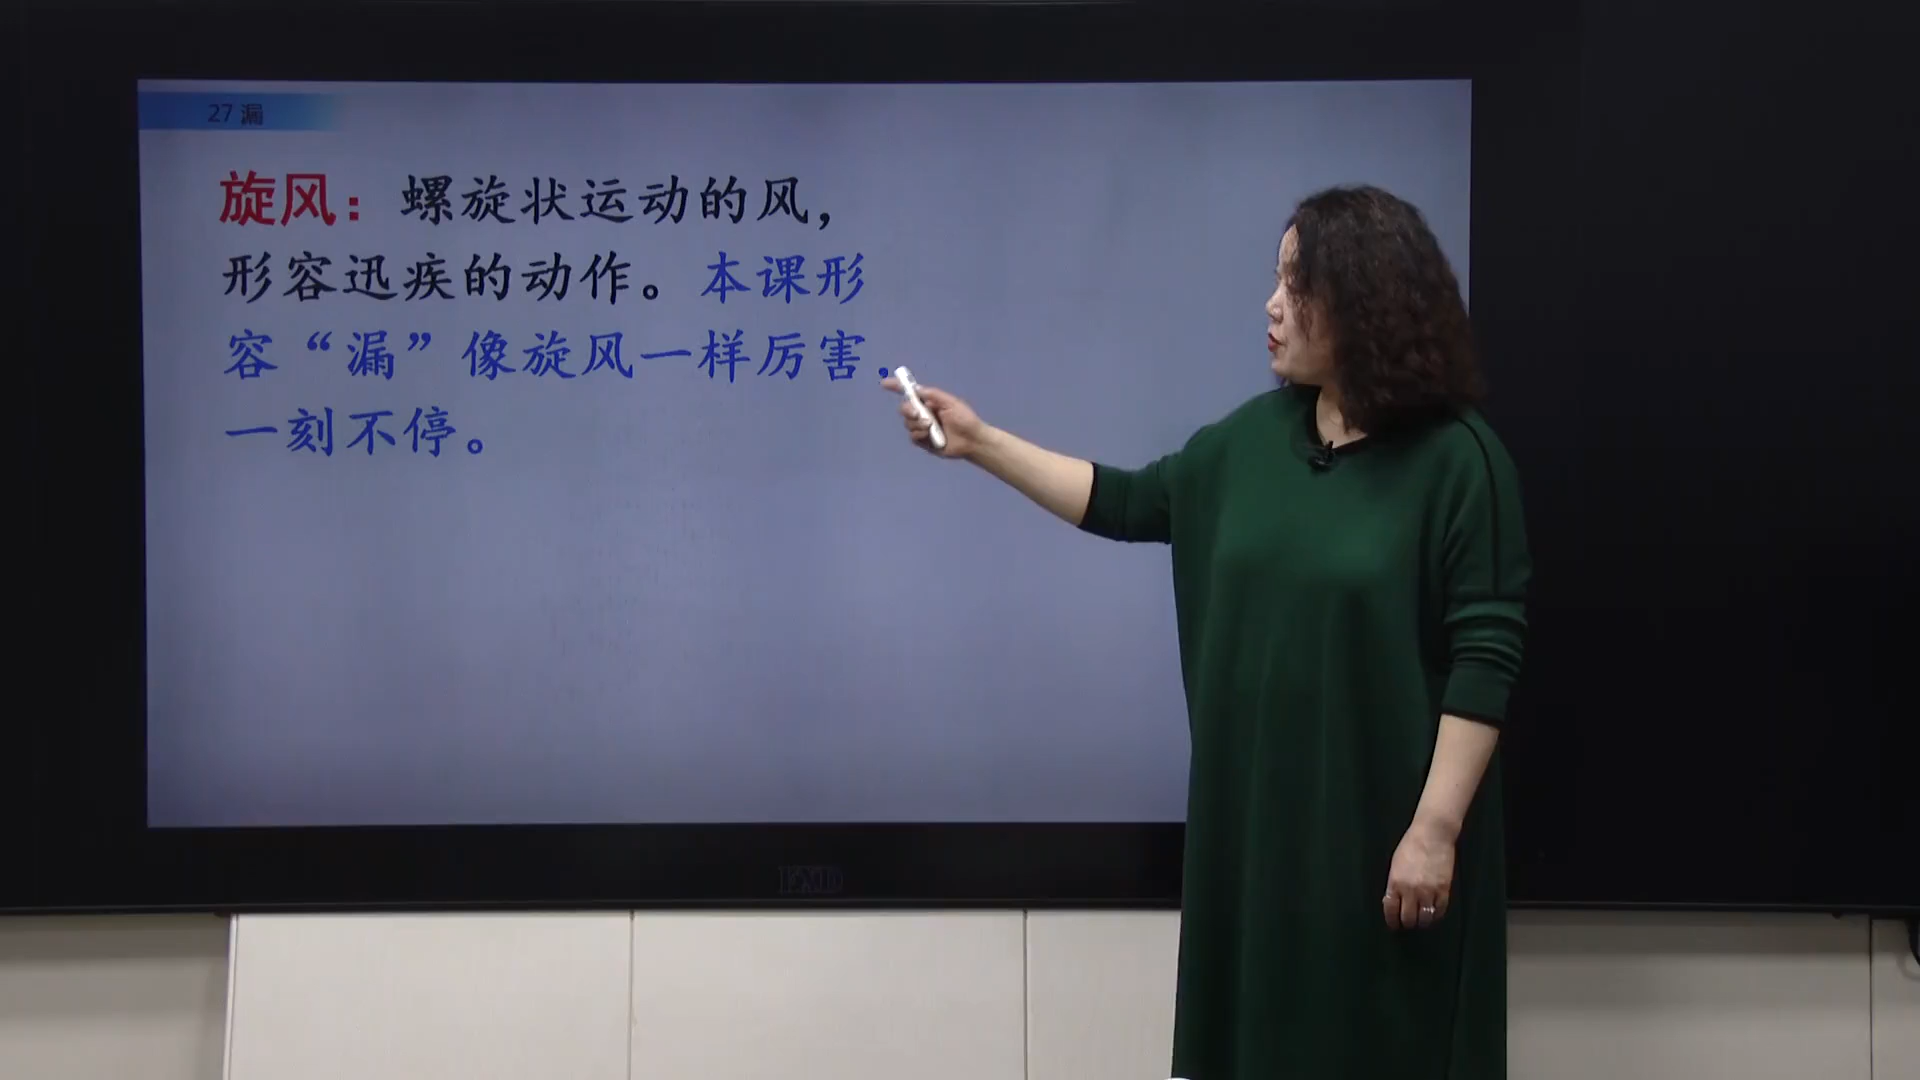 27 漏
旋风：螺旋状运动的风，
形容迅疾的动作。本课形
容“漏”像旋风一样厉害，
一刻不停。